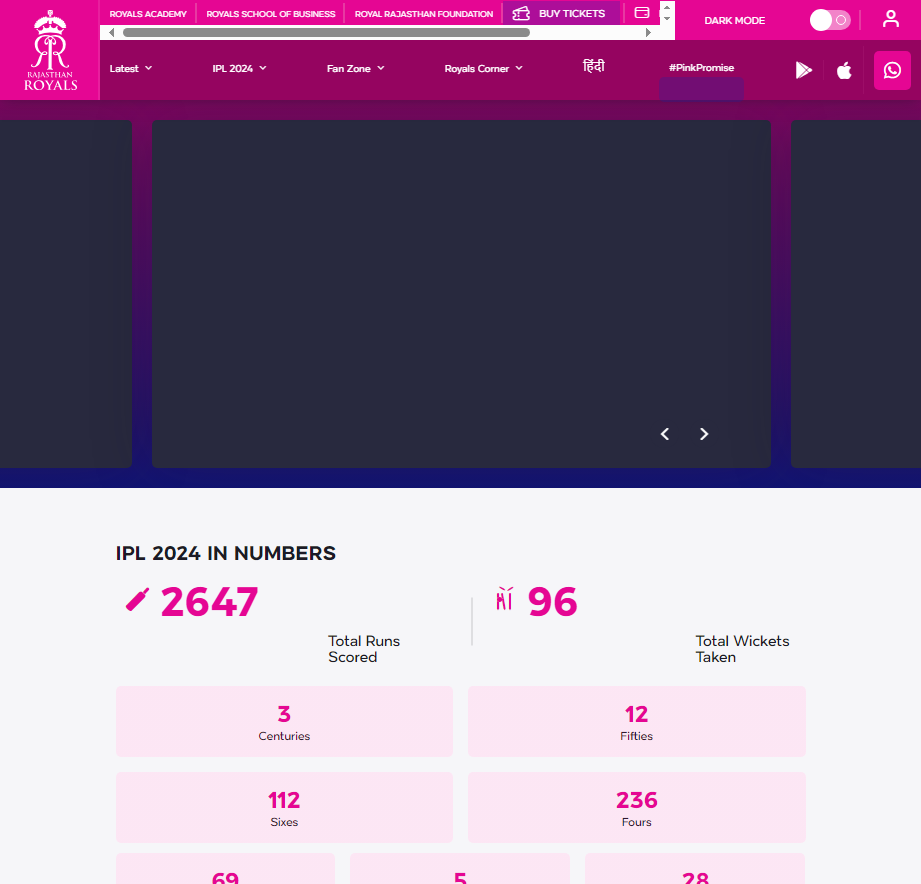 ROYALS ACADEMY
ROYALS SCHOOL OF BUSINESS
ROYAL RAJASTHAN FOUNDATION
BUY TICKETS
DARK MODE
RAJASTHAN
ROYALS
Latest
IPL 2024
Fan Zone
Royals Corner
हिंदी
#PinkPromise
IPL 2024 IN NUMBERS
2647
Total Runs
Scored
96
Total Wickets
Taken
3
Centuries
12
Fifties
112
Sixes
236
Fours
69
5
28